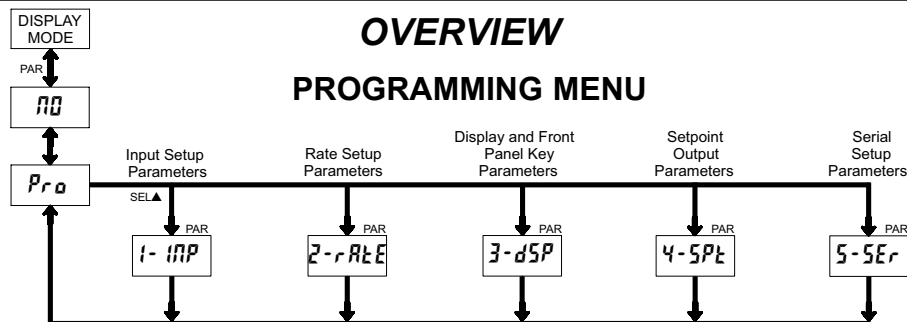 DISPLAY
MODE
OVERVIEW
PAR
PROGRAMMING MENU
NO
Pro
Input Setup
Parameters
Rate Setup
Parameters
Display and Front
Panel Key
Parameters
Setpoint
Output
Parameters
Serial
Setup
Parameters
SEL▲
PAR
PAR
PAR
PAR
1-INP
2-rAtE
3-dSP
4-SPt
5-SEr